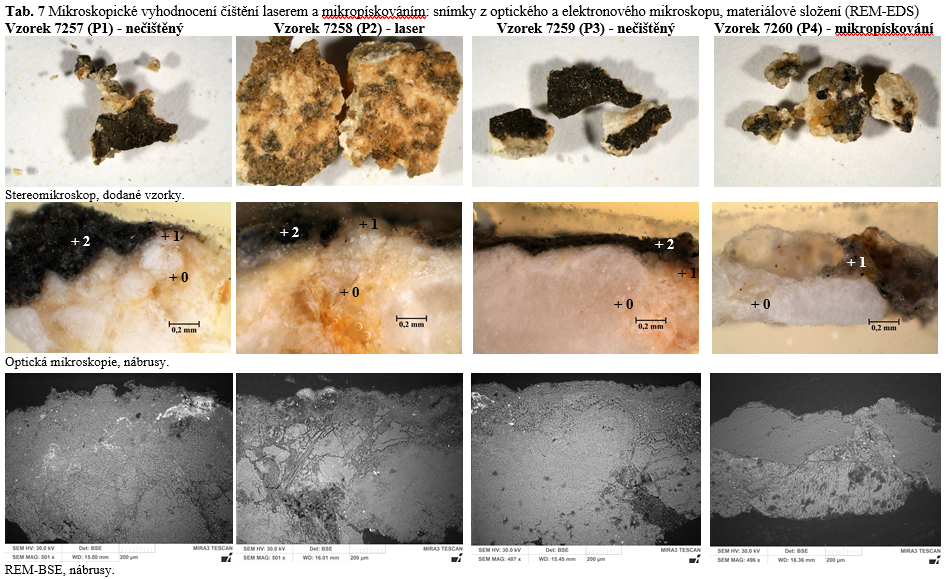 Tab. 7 Mikroskopické vyhodnocení čištění laserem a mikropískováním: snímky z optického a elektronového mikroskopu, materiálové složení (REM-EDS)
Vzorek 7257 (P1) - nečištěný
Vzorek 7258 (P2) - laser
Vzorek 7259 (P3) - nečištěný
Vzorek 7260 (P4) - mikropískování
Stereomikroskop, dodané vzorky.
+ 2
+ 1
+ 0
0,2 mm
+ 2
+ 1
+ 0
0,2 mm
+ 2
+ 1
+ 0
0,2 mm
+ 1
+ 0
0,2 mm
Optická mikroskopie, nábrusy.
SEM HV: 30.0 kV Det: BSE MIRA3 TESCAN
SEM MAG: 501 x WD: 15.00 mm 200 µm
SEM HV: 30.0 kV Det: BSE MIRA3 TESCAN
SEM MAG: 501 x WD: 16.01 mm 200 µm
SEM HV: 30.0 kV Det: BSE MIRA3 TESCAN
SEM MAG: 487 x WD: 15.45 mm 200 µm
SEM HV: 30.0 kV Det: BSE MIRA3 TESCAN
SEM MAG: 496 x WD: 16.36 mm 200 µm
REM-BSE, nábrusy.